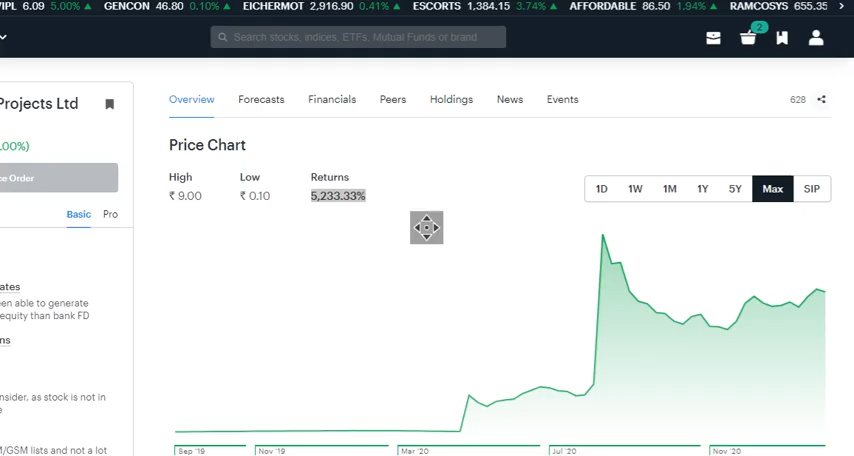 VIPL 6.09 5.00% ▲ GENCON 46.80 0.10% ▲ EICHERMOT 2,916.90 0.41% ▲ ESCORTS 1,384.15 3.74% ▲ AFFORDABLE 86.50 1.94% ▲ RAMCOSYS 655.35
Search stocks, indices, ETFs, Mutual Funds or brand
2
Projects Ltd
.00%)
ce Order
Basic Pro
ates
een able to generate
equity than bank FD
ns
nsider, as stock is not in
e
M/GSM lists and not a lot
Overview Forecasts Financials Peers Holdings News Events 628
Price Chart
High Low Returns
₹ 9.00 ₹ 0.10 5,233.33%
1D 1W 1M 1Y 5Y Max SIP
Sep '19 Nov '19 Mar '20 Jul '20 Nov '20